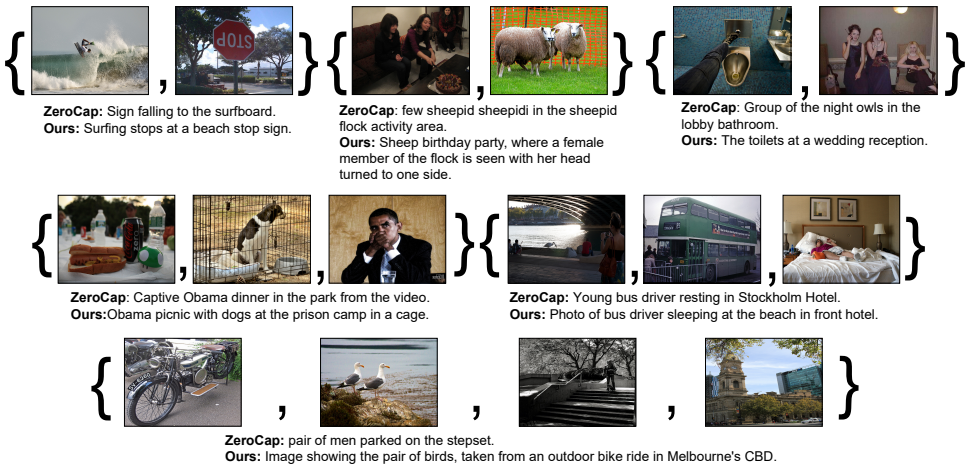 STOP
ZeroCap: Sign falling to the surfboard.
Ours: Surfing stops at a beach stop sign.
ZeroCap: few sheepid sheepidi in the sheepid
flock activity area.
Ours: Sheep birthday party, where a female
member of the flock is seen with her head
turned to one side.
ZeroCap: Group of the night owls in the
lobby bathroom.
Ours: The toilets at a wedding reception.
ZeroCap: Captive Obama dinner in the park from the video.
Ours:Obama picnic with dogs at the prison camp in a cage.
ZeroCap: Young bus driver resting in Stockholm Hotel.
Ours: Photo of bus driver sleeping at the beach in front hotel.
ZeroCap: pair of men parked on the stepset.
Ours: Image showing the pair of birds, taken from an outdoor bike ride in Melbourne's CBD.